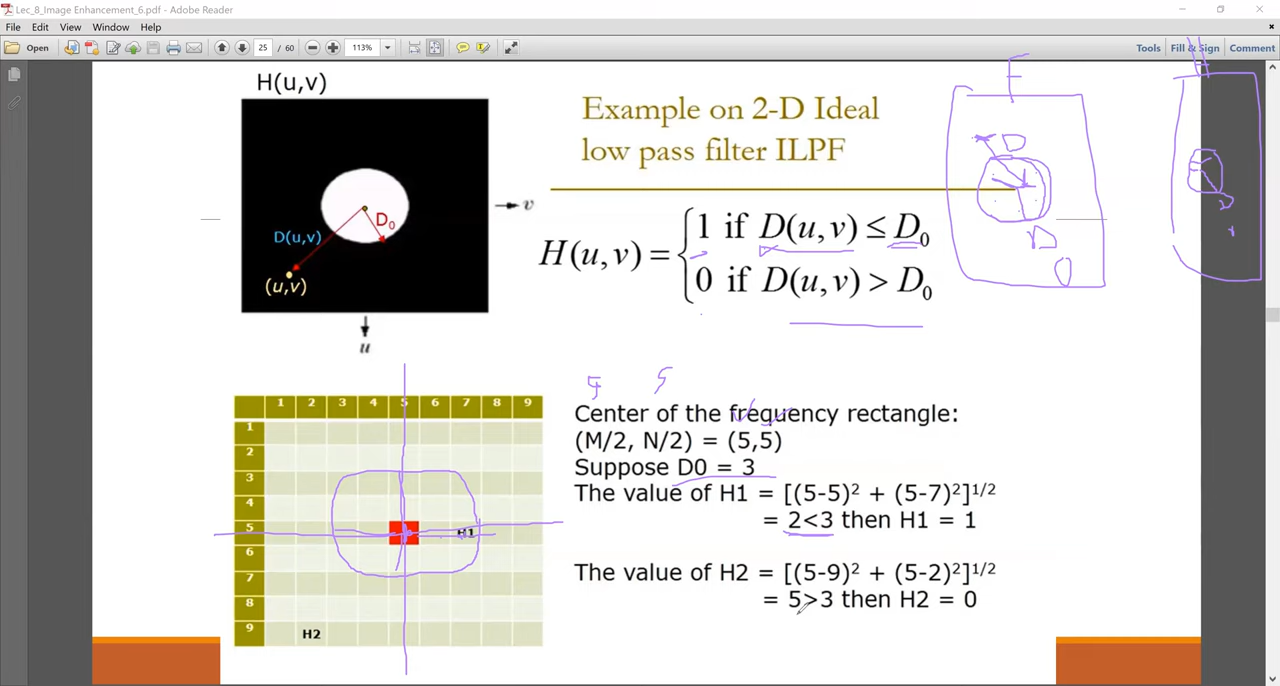 Lec_8_Image Enhancement_6.pdf - Adobe
File Edit View Window Help
Open 25 / 60 113% Tools Fill & Sign Comment
H(u,v)
D₀
D(u,v)
(u,v)
v
u
Example on 2-D Ideal
low pass filter ILPF
H(u,v) = { 1 if D(u,v) ≤ D₀
0 if D(u,v) > D₀
F
D
D
0
H
D
5 5
1 2 3 4 5 6 7 8 9
1
2
3
4
5 H1
6
7
8
9 H2
Center of the frequency rectangle:
(M/2, N/2) = (5,5)
Suppose D0 = 3
The value of H1 = [(5-5)² + (5-7)²]¹/²
= 2<3 then H1 = 1
The value of H2 = [(5-9)² + (5-2)²]¹/²
= 5>3 then H2 = 0